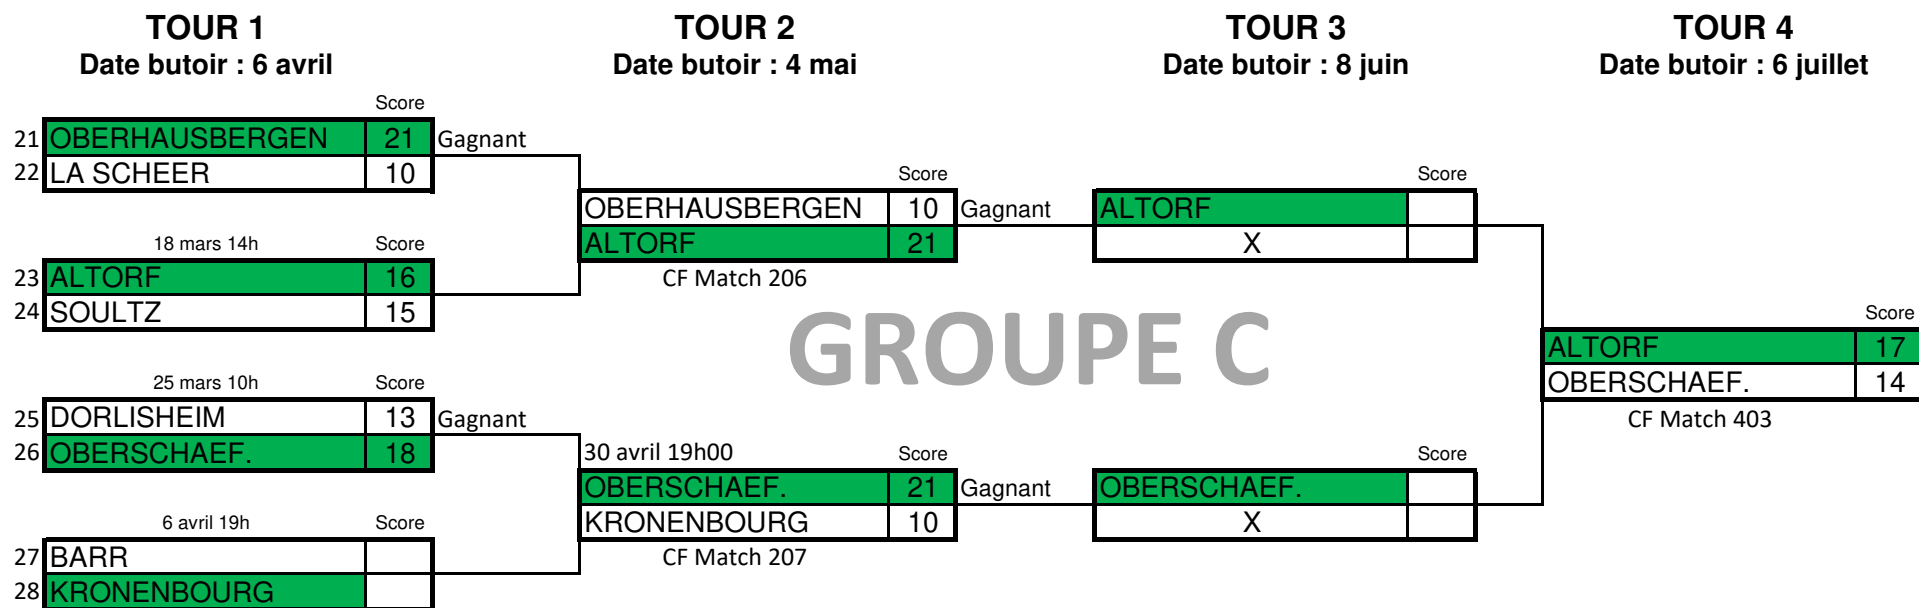 TOUR 1 TOUR 2 TOUR 3 TOUR 4
Date butoir : 6 avril Date butoir : 4 mai Date butoir : 8 juin Date butoir : 6 juillet
Score
21 OBERHAUSBERGEN 21 Gagnant
22 LA SCHEER 10 Score Score
OBERHAUSBERGEN 10 Gagnant ALTORF
18 mars 14h Score ALTORF 21 X
23 ALTORF 16 CF Match 206
24 SOULTZ 15 Score
GROUPE C
ALTORF 17
25 mars 10h Score OBERSCHAEF. 14
25 DORLISHEIM 13 Gagnant CF Match 403
26 OBERSCHAEF. 18 30 avril 19h00 Score Score
OBERSCHAEF. 21 Gagnant OBERSCHAEF.
6 avril 19h Score KRONENBOURG 10 X
27 BARR CF Match 207
28 KRONENBOURG